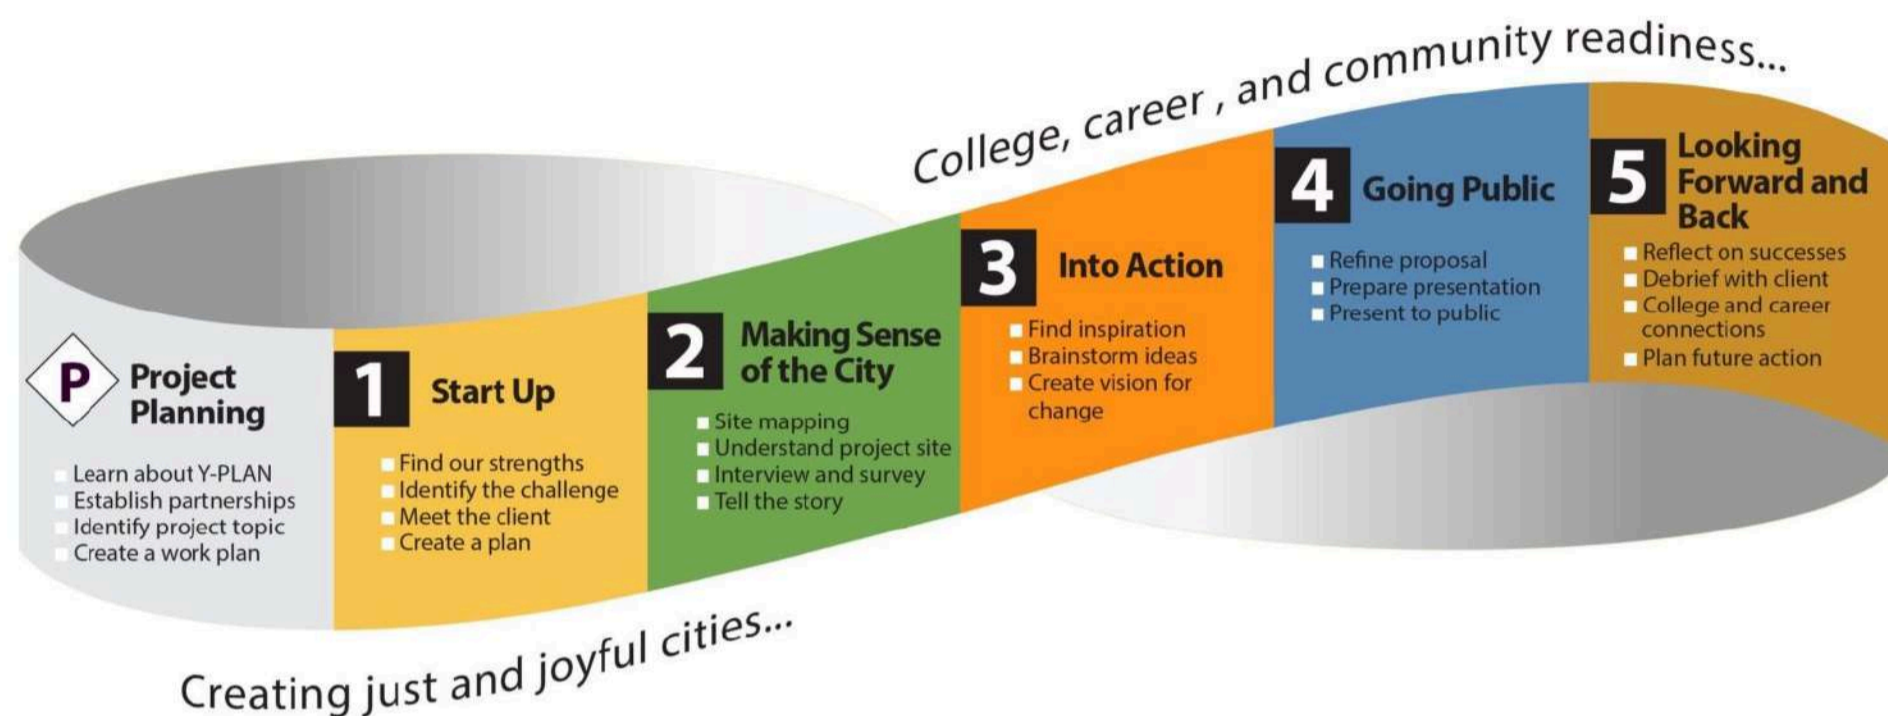 College, career , and community readiness...
P
Project
Planning
Learn about Y-PLAN
Establish partnerships
Identify project topic
Create a work plan
1
Start Up
Find our strengths
Identify the challenge
Meet the client
Create a plan
2
Making Sense
of the City
Site mapping
Understand project site
Interview and survey
Tell the story
3
Into Action
Find inspiration
Brainstorm ideas
Create vision for
change
4
Going Public
Refine proposal
Prepare presentation
Present to public
5
Looking
Forward and
Back
Reflect on successes
Debrief with client
College and career
connections
Plan future action
Creating just and joyful cities...